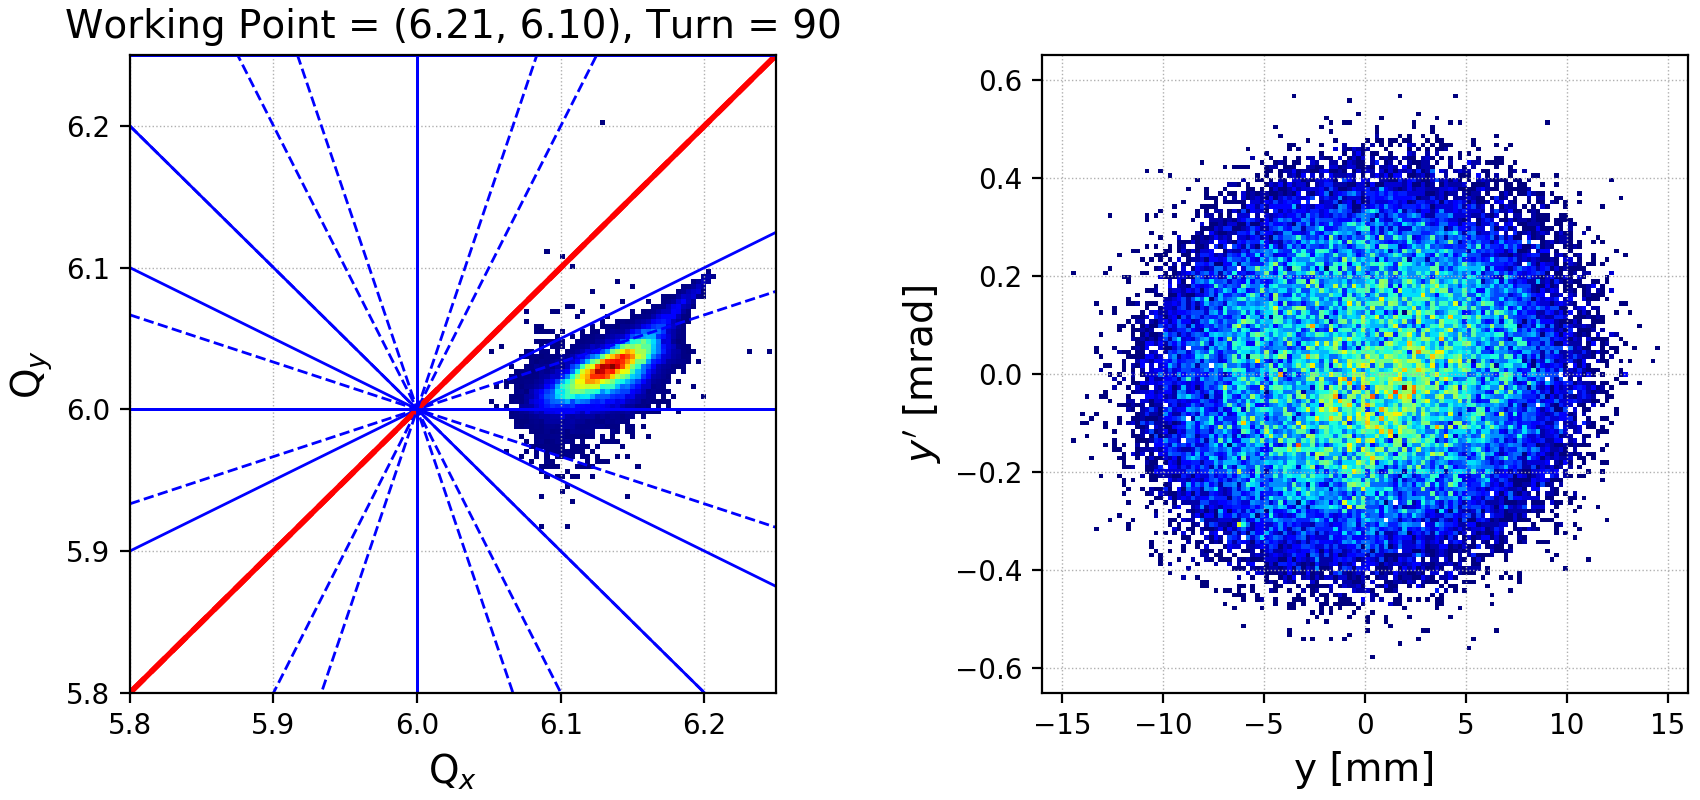 Working Point = (6.21, 6.10), Turn = 90
Qy
6.2
6.1
6.0
5.9
5.8
5.8 5.9 6.0 6.1 6.2
Qx
y′ [mrad]
0.6
0.4
0.2
0.0
−0.2
−0.4
−0.6
−15 −10 −5 0 5 10 15
y [mm]